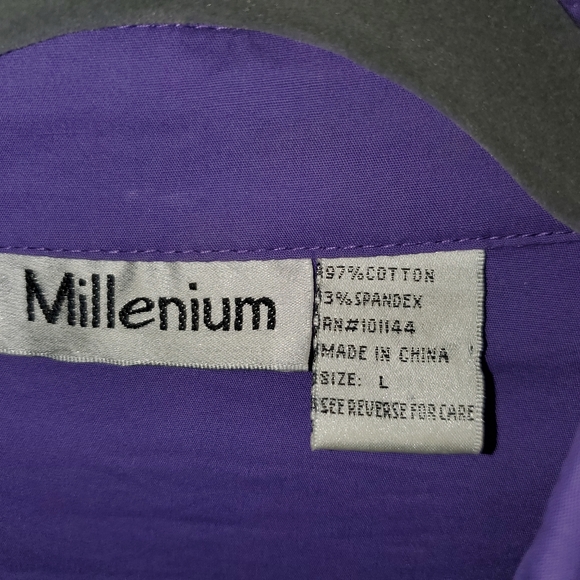 Millenium
97%COTTON
3%SPANDEX
RN#101144
MADE IN CHINA
SIZE: L
SEE REVERSE FOR CARE